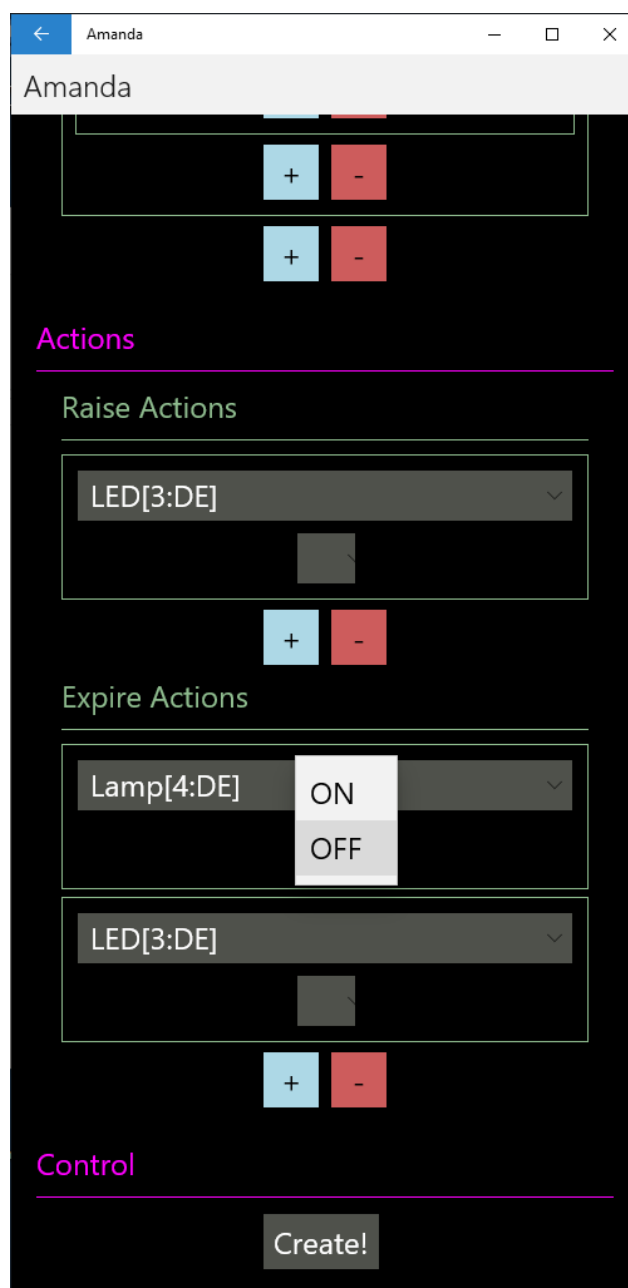 Amanda
Amanda
+ -
+ -
Actions
Raise Actions
LED[3:DE]
+ -
Expire Actions
Lamp[4:DE]
ON
OFF
LED[3:DE]
+ -
Control
Create!